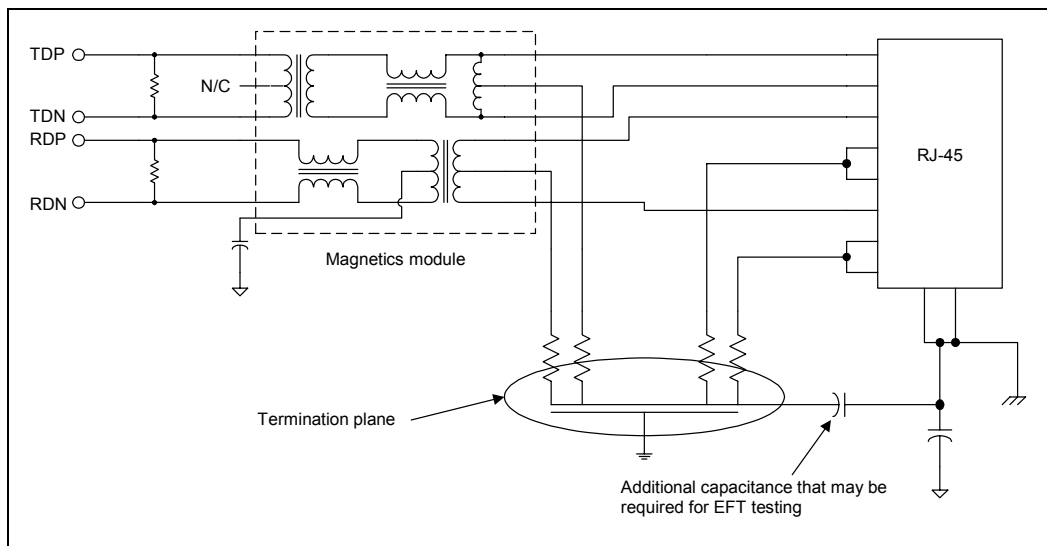 TDP
N/C
TDN
RDP
RJ-45
RDN
Magnetics module
Termination plane
Additional capacitance that may be
required for EFT testing